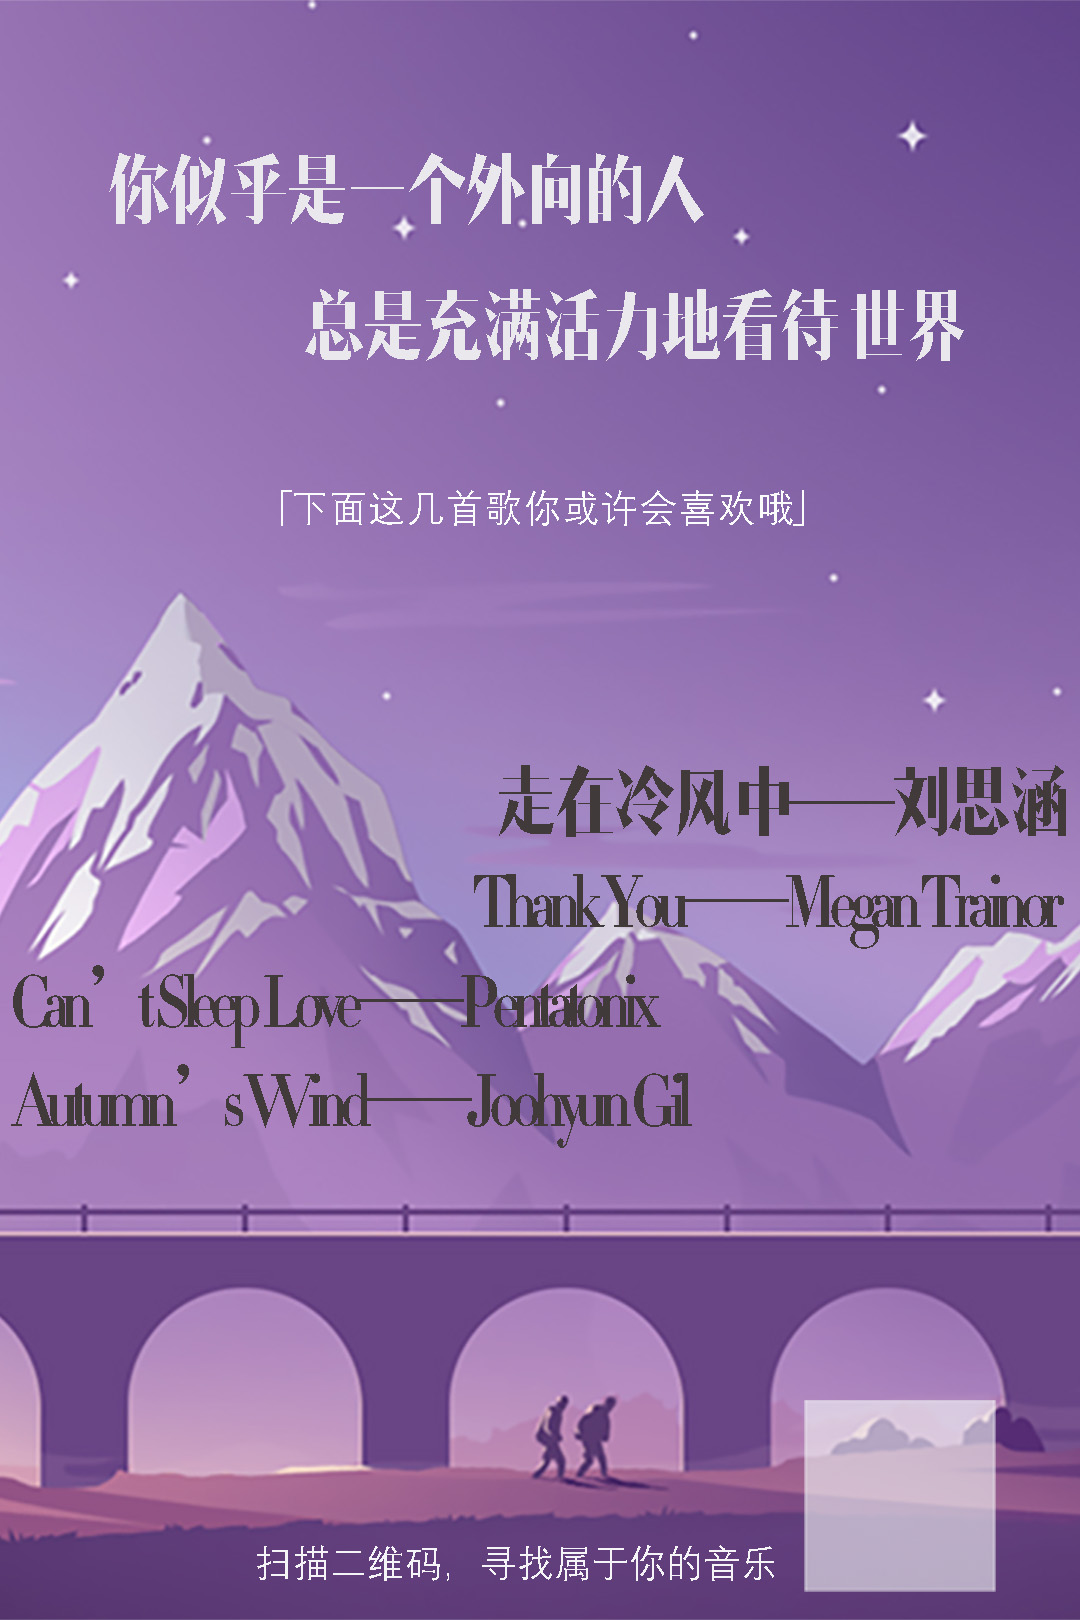 你似乎是一个外向的人
总是充满活力地看待世界
「下面这几首歌你或许会喜欢哦」
走在冷风中——刘思涵
Thank You——Megan Trainor
Can’t Sleep Love——Pentatonix
Autumn’s Wind——Joohyun Gil
扫描二维码，寻找属于你的音乐